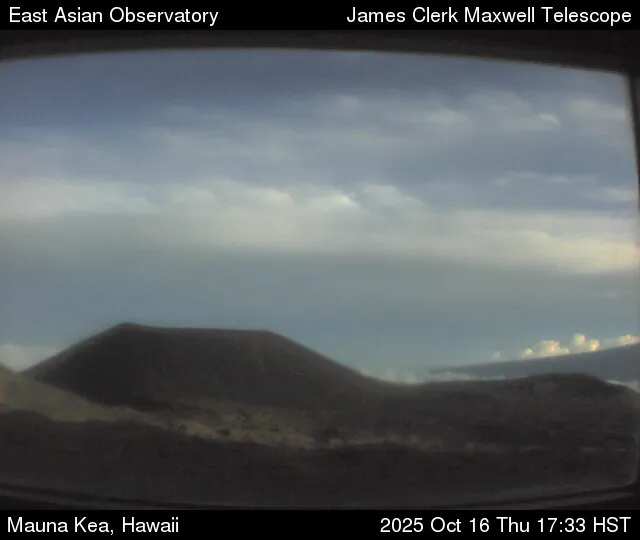 East Asian Observatory
James Clerk Maxwell Telescope
Mauna Kea, Hawaii
2025 Oct 16 Thu 17:33 HST